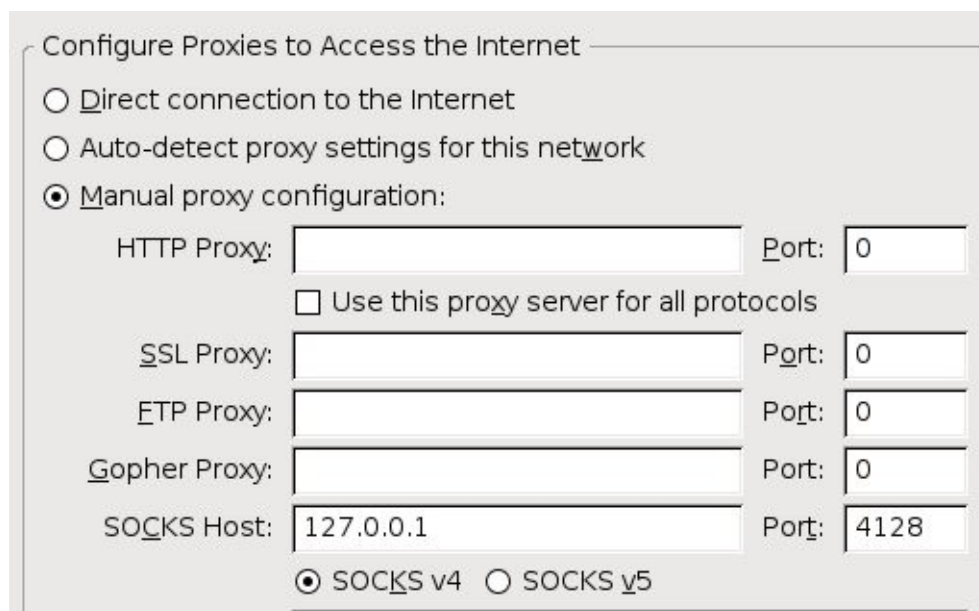 Configure Proxies to Access the Internet
Direct connection to the Internet
Auto-detect proxy settings for this network
Manual proxy configuration:
HTTP Proxy: Port: 0
Use this proxy server for all protocols
SSL Proxy: Port: 0
FTP Proxy: Port: 0
Gopher Proxy: Port: 0
SOCKS Host: 127.0.0.1 Port: 4128
SOCKS v4 SOCKS v5